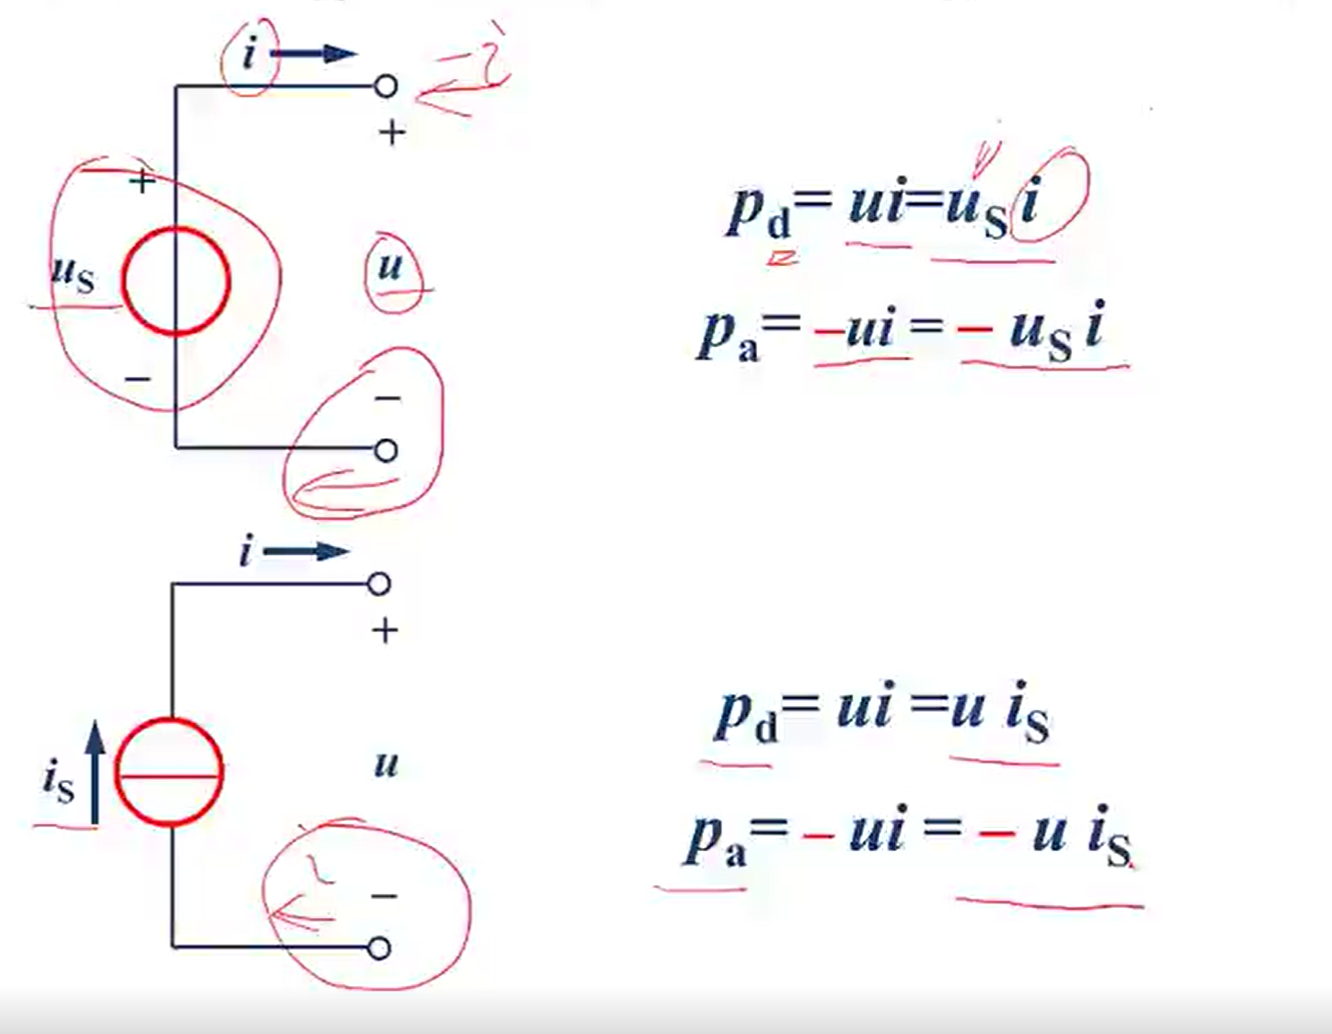 i
-i
+
+
u_S
u
−
−
p_d = ui = u_S i
p_a = −ui = − u_S i
i
+
i_S
u
i
−
p_d = ui = u i_S
p_a = − ui = − u i_S